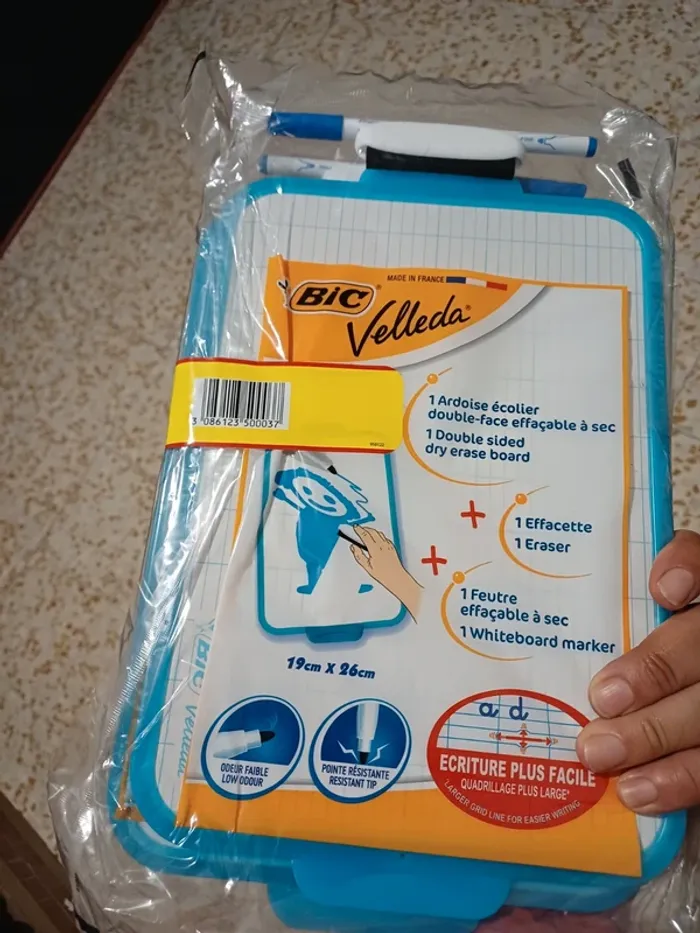 BIC
MADE IN FRANCE
Velleda
3 086123 500037
1 Ardoise écolier
double-face effaçable à sec
1 Double sided
dry erase board
+
1 Effacette
1 Eraser
+
1 Feutre
effaçable à sec
1 Whiteboard marker
19cm X 26cm
ODEUR FAIBLE
LOW ODOUR
POINTE RÉSISTANTE
RESISTANT TIP
a d
ECRITURE PLUS FACILE
"QUADRILLAGE PLUS LARGE"
"LARGER GRID LINE FOR EASIER WRITING"
BIC Velleda